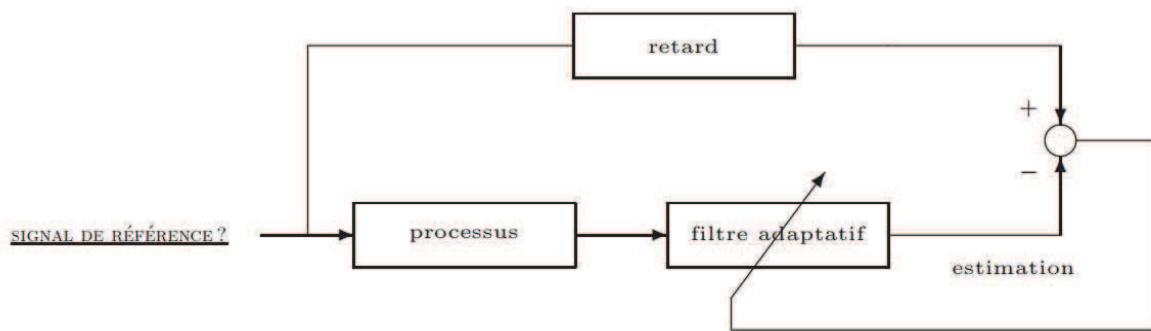 retard
+
−
SIGNAL DE RÉFÉRENCE ?
processus
filtre adaptatif
estimation